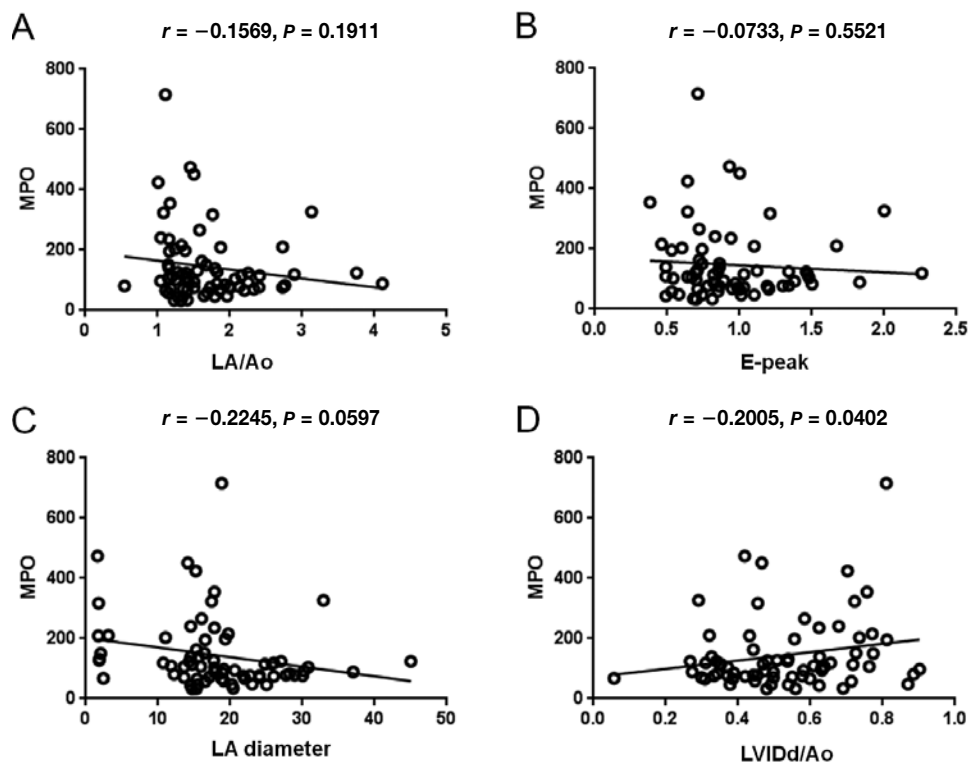 A
r = −0.1569, P = 0.1911
800
600
400
200
0
MPO
0 1 2 3 4 5
LA/Ao
B
r = −0.0733, P = 0.5521
800
600
400
200
0
MPO
0.0 0.5 1.0 1.5 2.0 2.5
E-peak
C
r = −0.2245, P = 0.0597
800
600
400
200
0
MPO
0 10 20 30 40 50
LA diameter
D
r = −0.2005, P = 0.0402
800
600
400
200
0
MPO
0.0 0.2 0.4 0.6 0.8 1.0
LVIDd/Ao